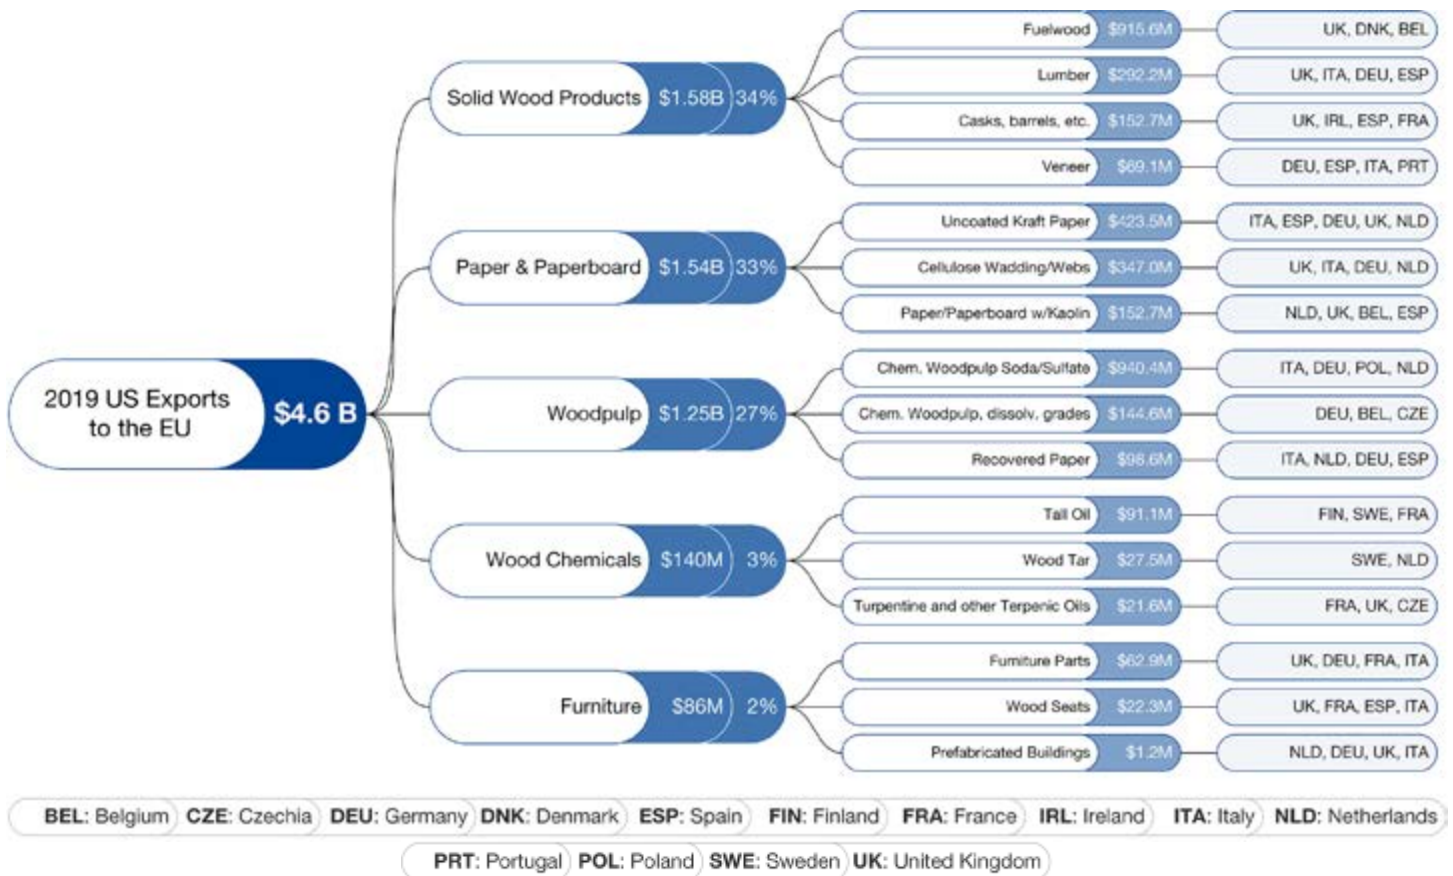 2019 US Exports
to the EU
$4.6 B
Solid Wood Products $1.58B 34%
Fuelwood $915.6M UK, DNK, BEL
Lumber $292.2M UK, ITA, DEU, ESP
Casks, barrels, etc. $152.7M UK, IRL, ESP, FRA
Veneer $69.1M DEU, ESP, ITA, PRT
Paper & Paperboard $1.54B 33%
Uncoated Kraft Paper $423.5M ITA, ESP, DEU, UK, NLD
Cellulose Wadding/Webs $347.0M UK, ITA, DEU, NLD
Paper/Paperboard w/Kaolin $152.7M NLD, UK, BEL, ESP
Woodpulp $1.25B 27%
Chem. Woodpulp Soda/Sulfate $940.4M ITA, DEU, POL, NLD
Chem. Woodpulp, dissolv. grades $144.6M DEU, BEL, CZE
Recovered Paper $98.6M ITA, NLD, DEU, ESP
Wood Chemicals $140M 3%
Tall Oil $91.1M FIN, SWE, FRA
Wood Tar $27.5M SWE, NLD
Turpentine and other Terpenic Oils $21.6M FRA, UK, CZE
Furniture $86M 2%
Furniture Parts $62.9M UK, DEU, FRA, ITA
Wood Seats $22.3M UK, FRA, ESP, ITA
Prefabricated Buildings $1.2M NLD, DEU, UK, ITA
BEL: Belgium CZE: Czechia DEU: Germany DNK: Denmark ESP: Spain FIN: Finland FRA: France IRL: Ireland ITA: Italy NLD: Netherlands
PRT: Portugal POL: Poland SWE: Sweden UK: United Kingdom